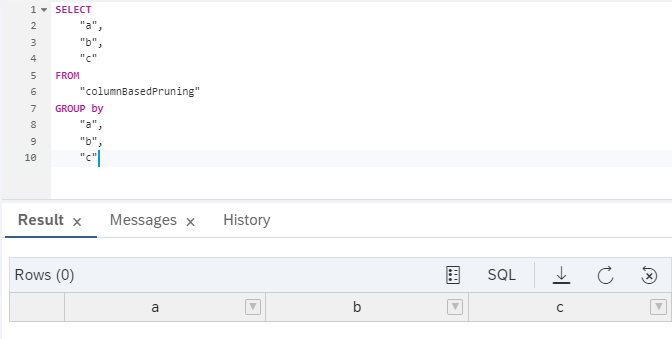 1 SELECT
2 "a",
3 "b",
4 "c"
5 FROM
6 "columnBasedPruning"
7 GROUP by
8 "a",
9 "b",
10 "c"
Result × Messages × History
Rows (0) SQL
a b c